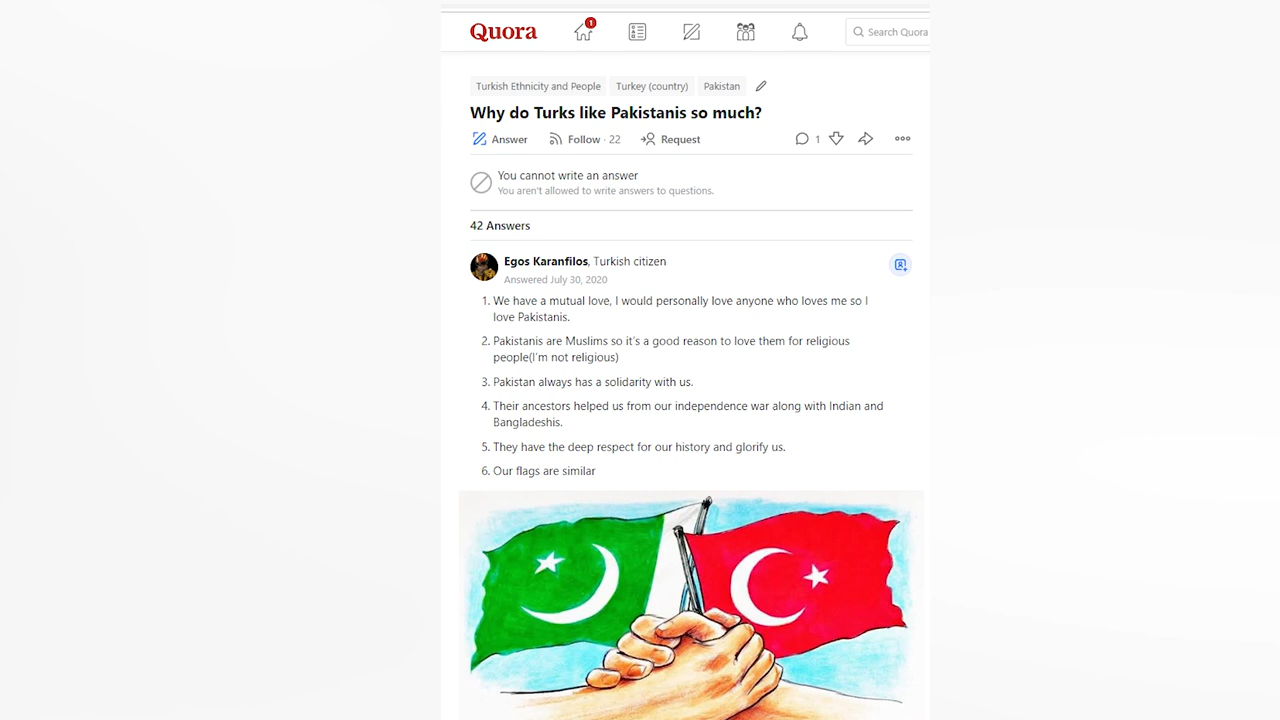 Quora
1
Search Quora
Turkish Ethnicity and People Turkey (country) Pakistan
Why do Turks like Pakistanis so much?
Answer Follow · 22 Request 1
You cannot write an answer
You aren't allowed to write answers to questions.
42 Answers
Egos Karanfilos, Turkish citizen
Answered July 30, 2020
1. We have a mutual love, I would personally love anyone who loves me so I
love Pakistanis.
2. Pakistanis are Muslims so it's a good reason to love them for religious
people(I'm not religious)
3. Pakistan always has a solidarity with us.
4. Their ancestors helped us from our independence war along with Indian and
Bangladeshis.
5. They have the deep respect for our history and glorify us.
6. Our flags are similar